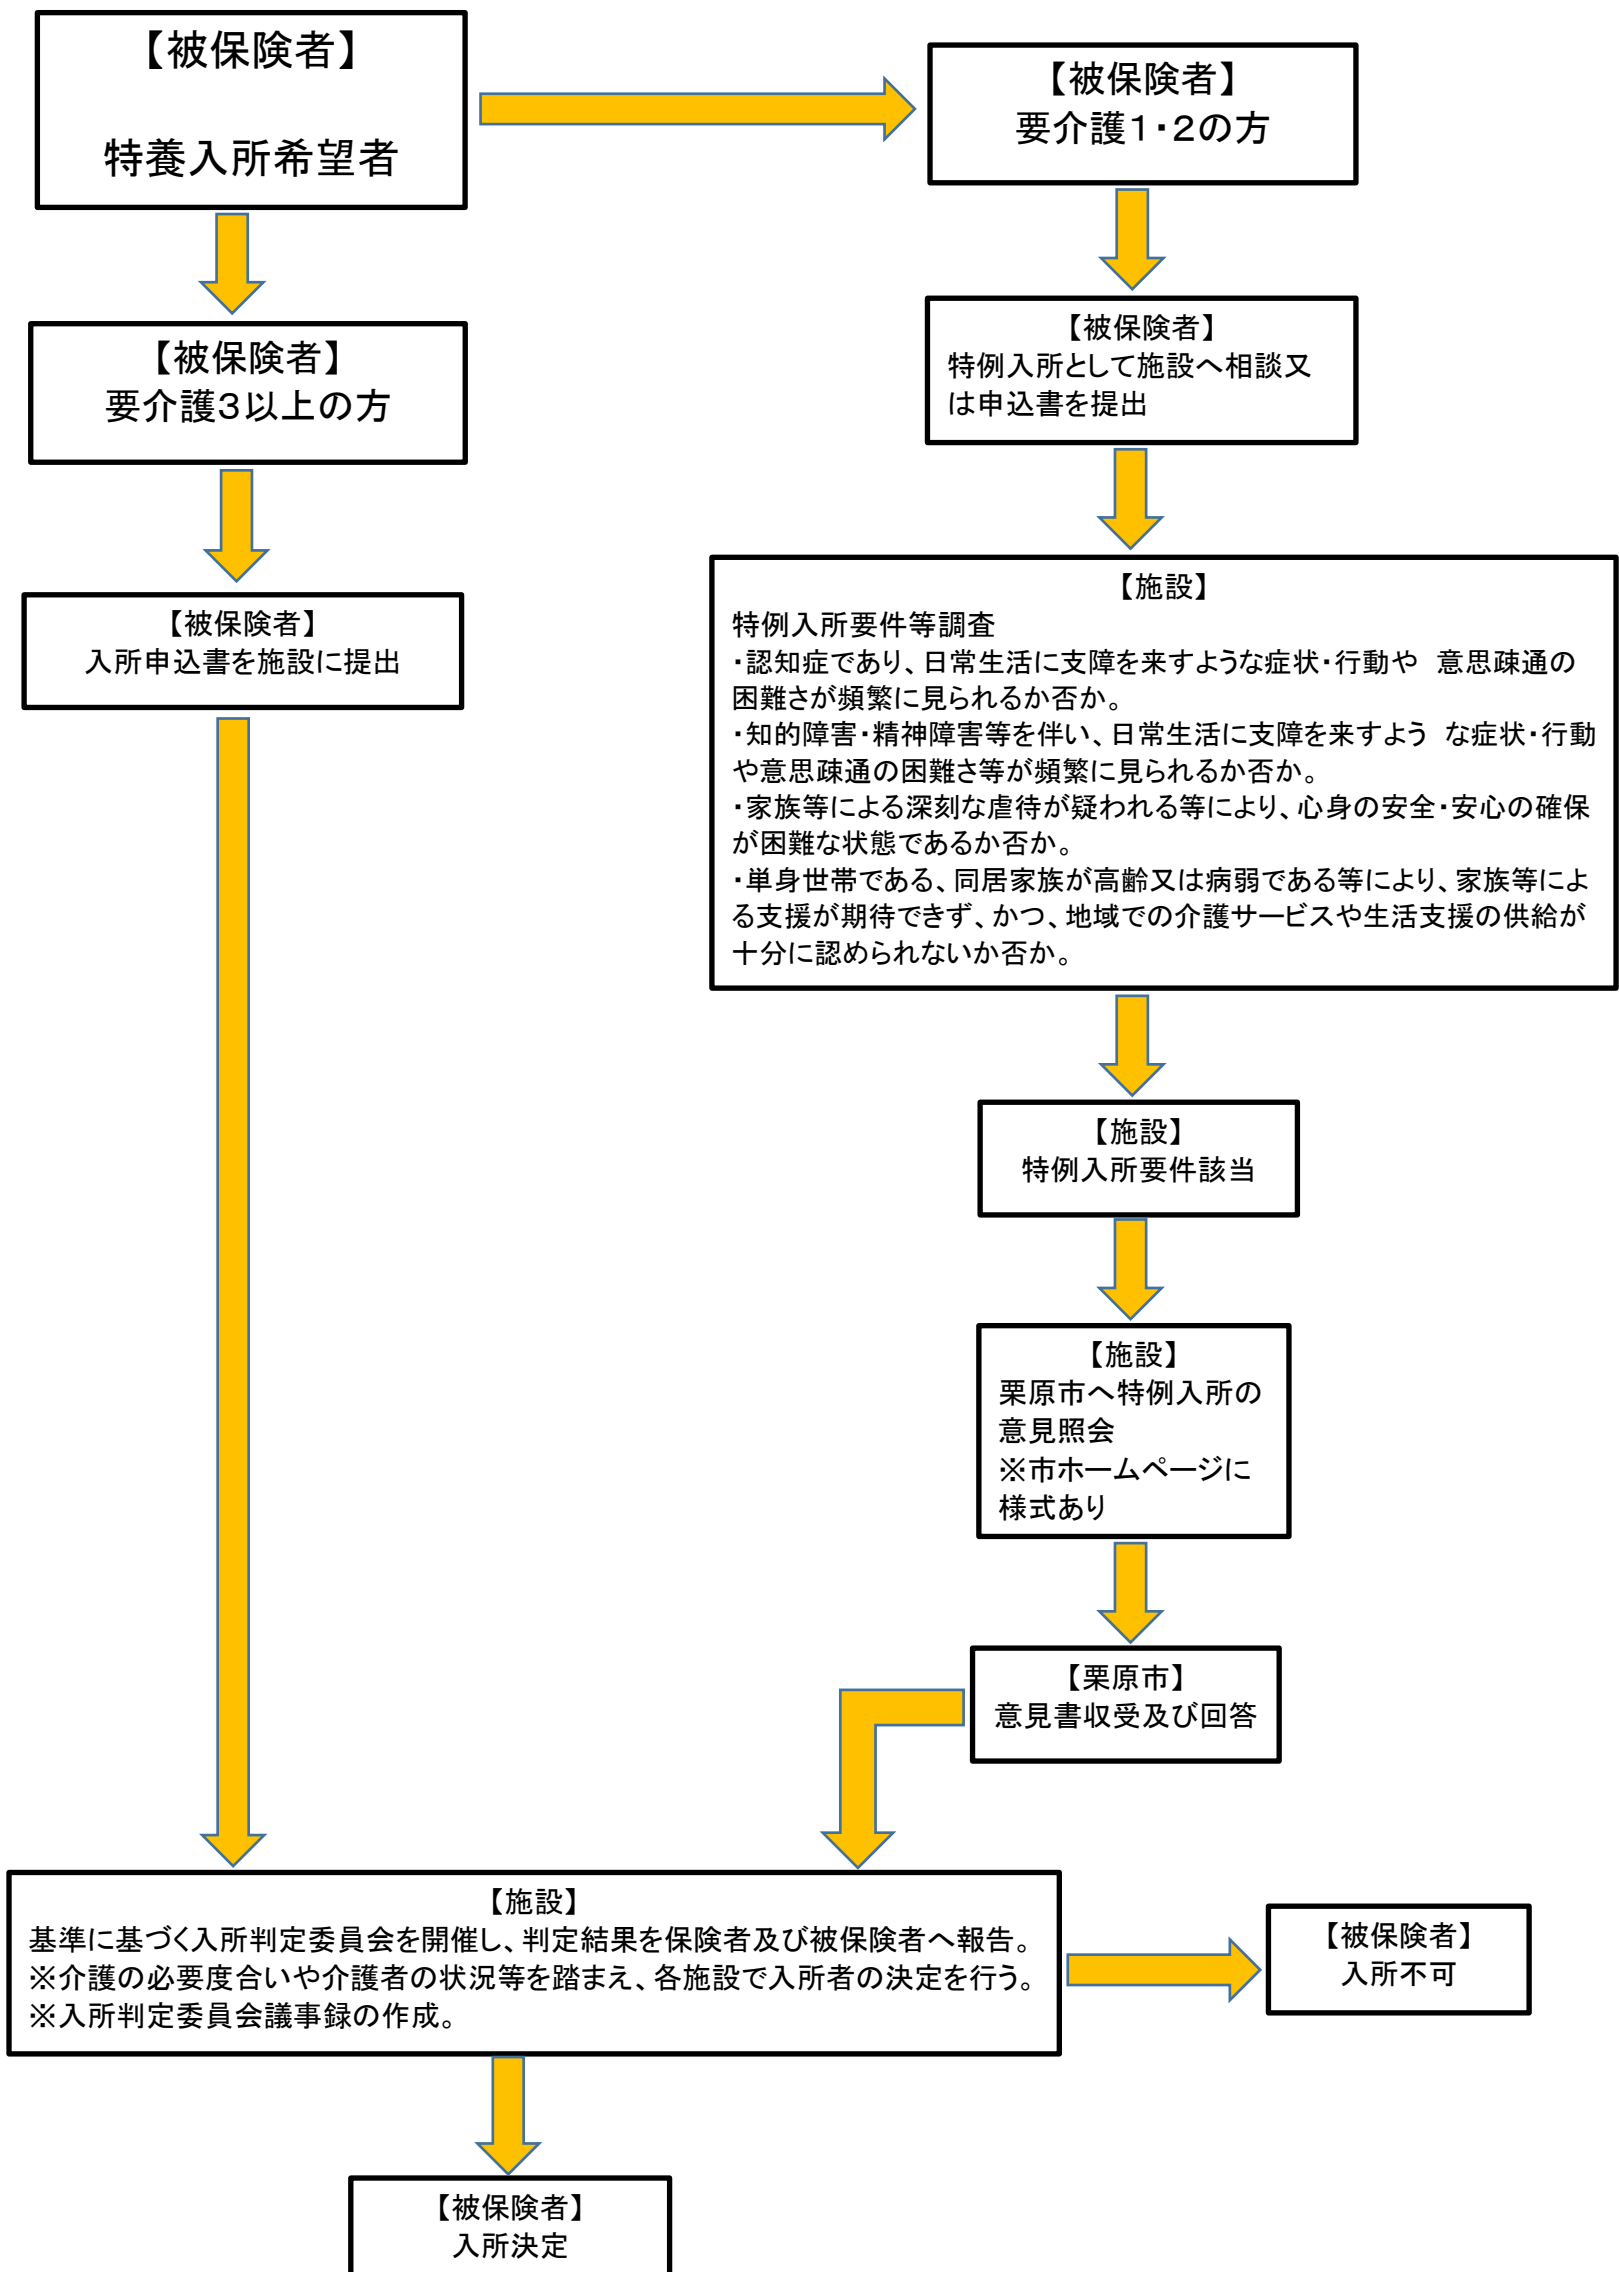 【被保険者】
特養入所希望者
【被保険者】
要介護1・2の方
【被保険者】
要介護3以上の方
【被保険者】
特例入所として施設へ相談又
は申込書を提出
【被保険者】
入所申込書を施設に提出
【施設】
特例入所要件等調査
・認知症であり、日常生活に支障を来すような症状・行動や 意思疎通の
困難さが頻繁に見られるか否か。
・知的障害・精神障害等を伴い、日常生活に支障を来すよう な症状・行動
や意思疎通の困難さ等が頻繁に見られるか否か。
・家族等による深刻な虐待が疑われる等により、心身の安全・安心の確保
が困難な状態であるか否か。
・単身世帯である、同居家族が高齢又は病弱である等により、家族等によ
る支援が期待できず、かつ、地域での介護サービスや生活支援の供給が
十分に認められないか否か。
【施設】
特例入所要件該当
【施設】
栗原市へ特例入所の
意見照会
※市ホームページに
様式あり
【栗原市】
意見書収受及び回答
【施設】
基準に基づく入所判定委員会を開催し、判定結果を保険者及び被保険者へ報告。
※介護の必要度合いや介護者の状況等を踏まえ、各施設で入所者の決定を行う。
※入所判定委員会議事録の作成。
【被保険者】
入所不可
【被保険者】
入所決定